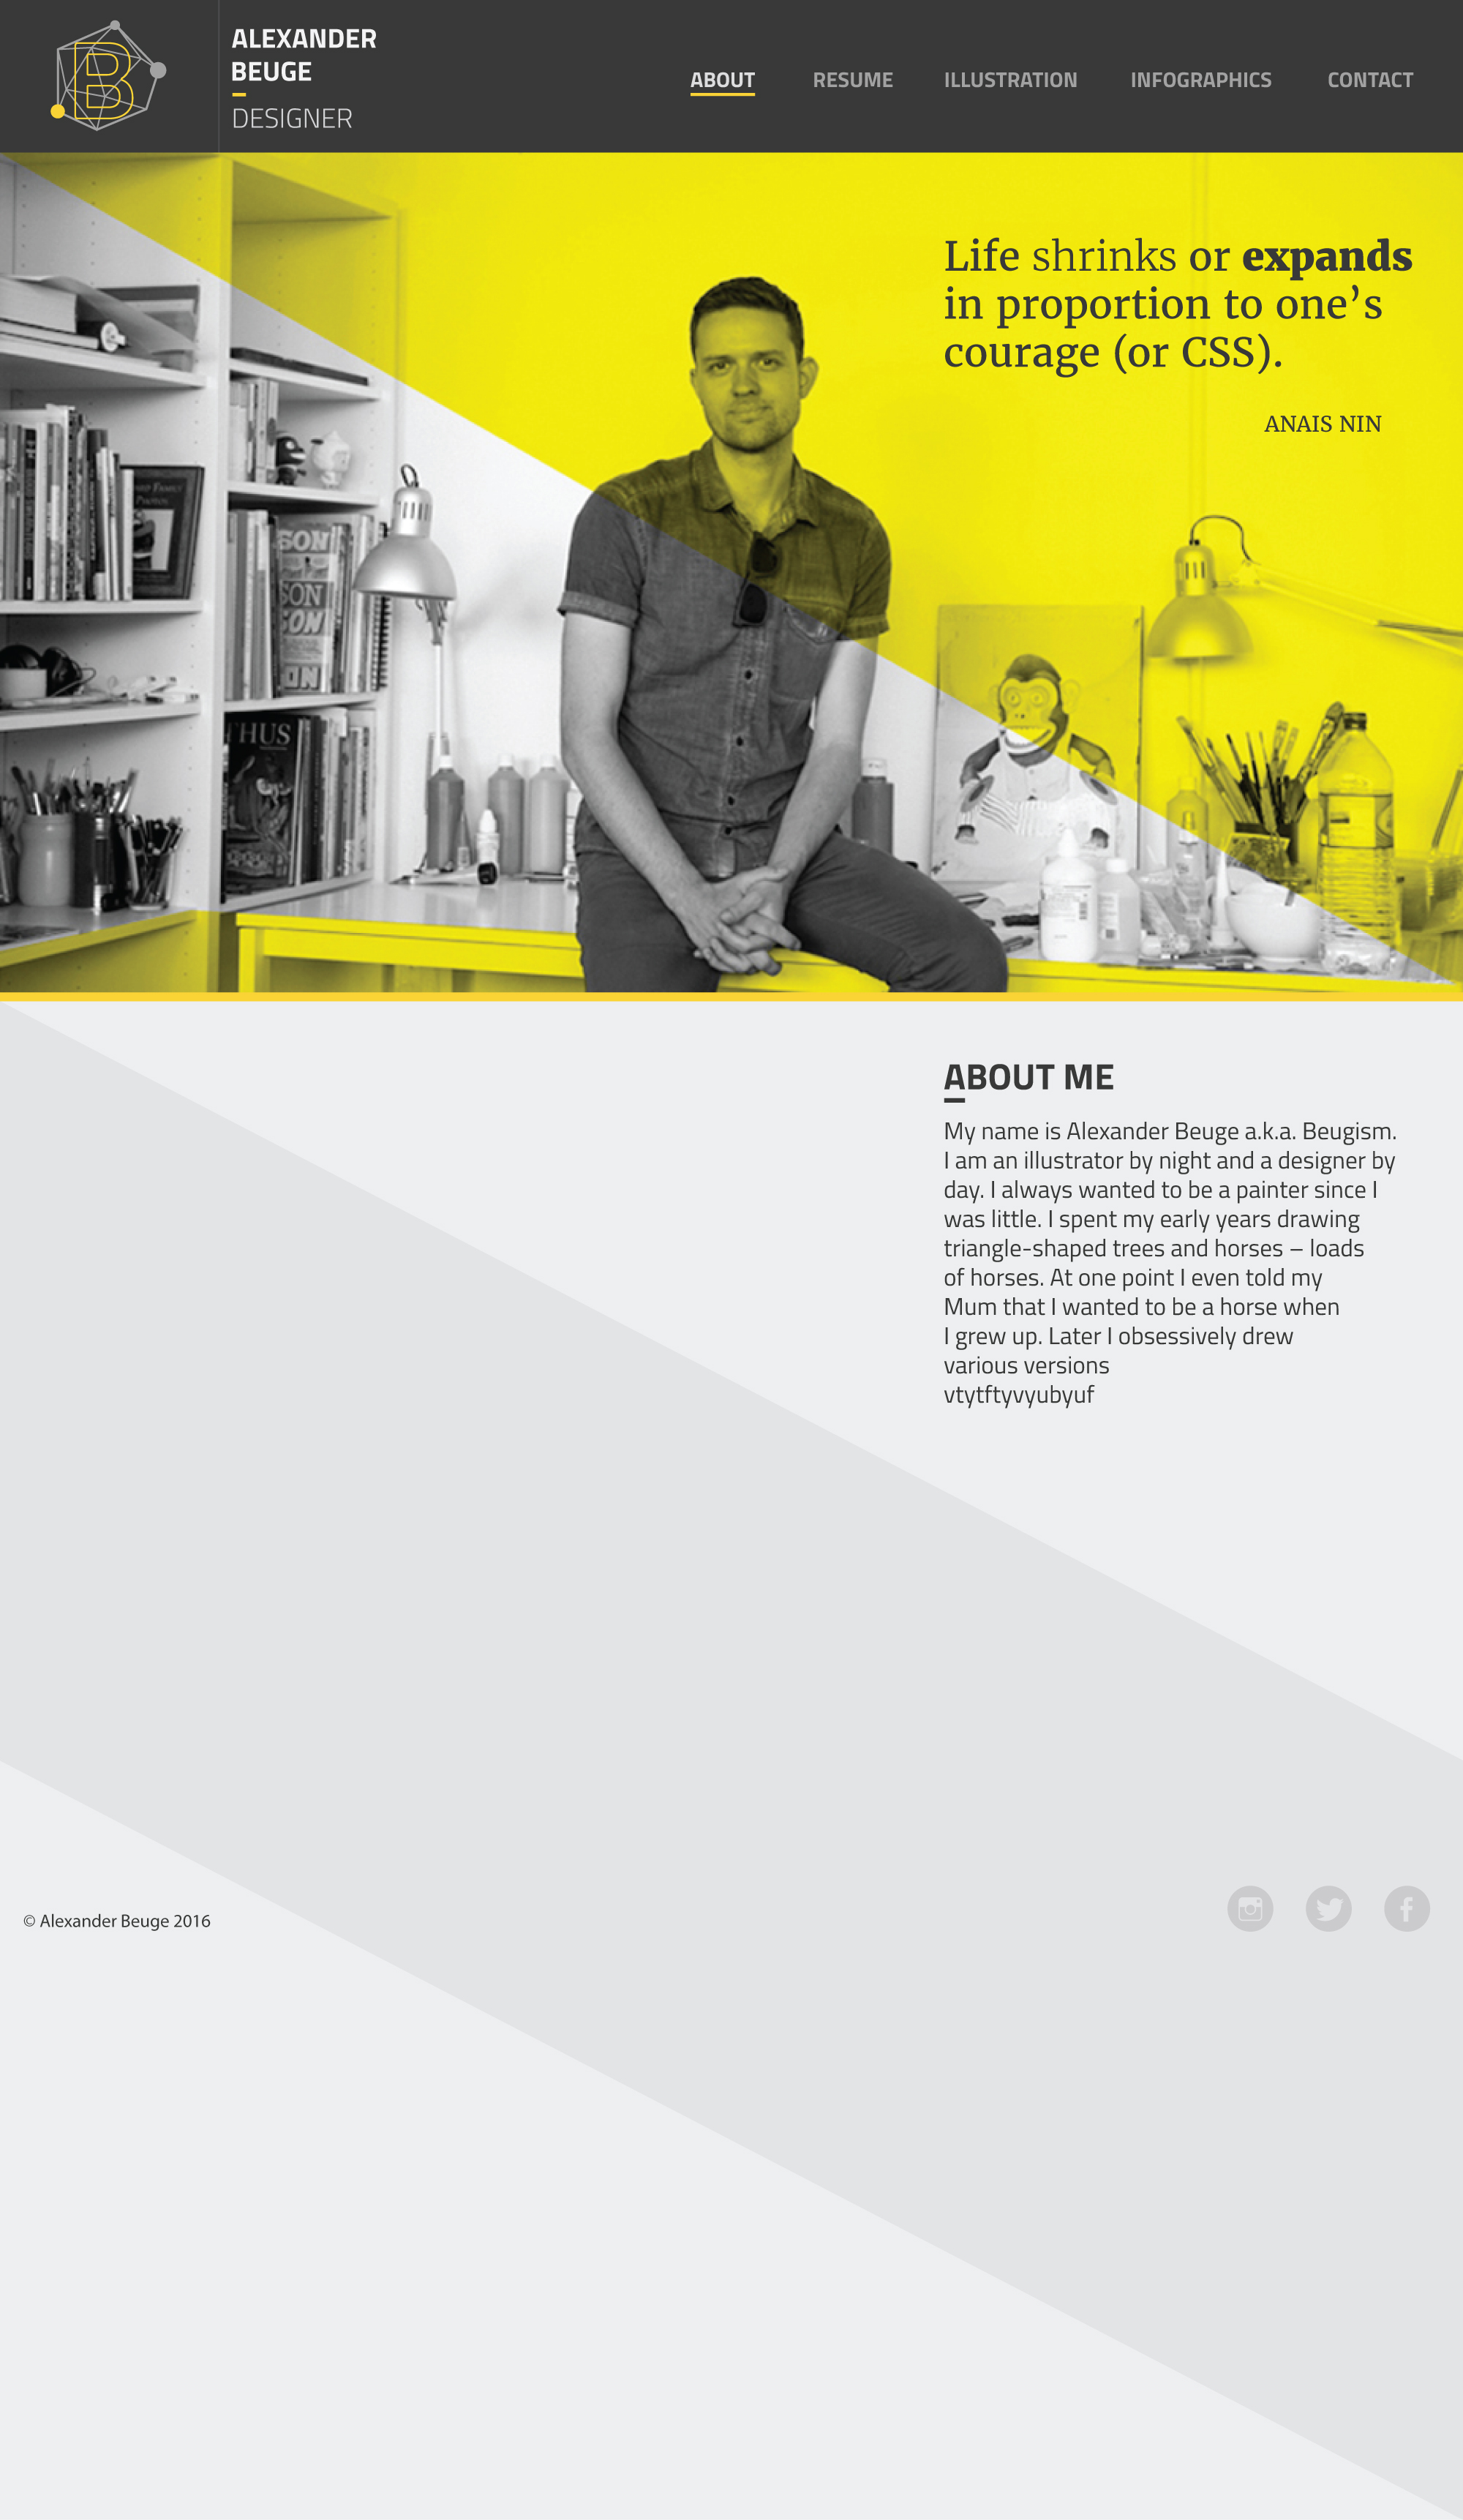 B
ALEXANDER
BEUGE
DESIGNER
ABOUT RESUME ILLUSTRATION INFOGRAPHICS CONTACT
Life shrinks or expands
in proportion to one’s
courage (or CSS).
ANAIS NIN
SON
SON
ON
THUS
ABOUT ME
My name is Alexander Beuge a.k.a. Beugism.
I am an illustrator by night and a designer by
day. I always wanted to be a painter since I
was little. I spent my early years drawing
triangle-shaped trees and horses – loads
of horses. At one point I even told my
Mum that I wanted to be a horse when
I grew up. Later I obsessively drew
various versions
vtytftyvyubyuf
© Alexander Beuge 2016